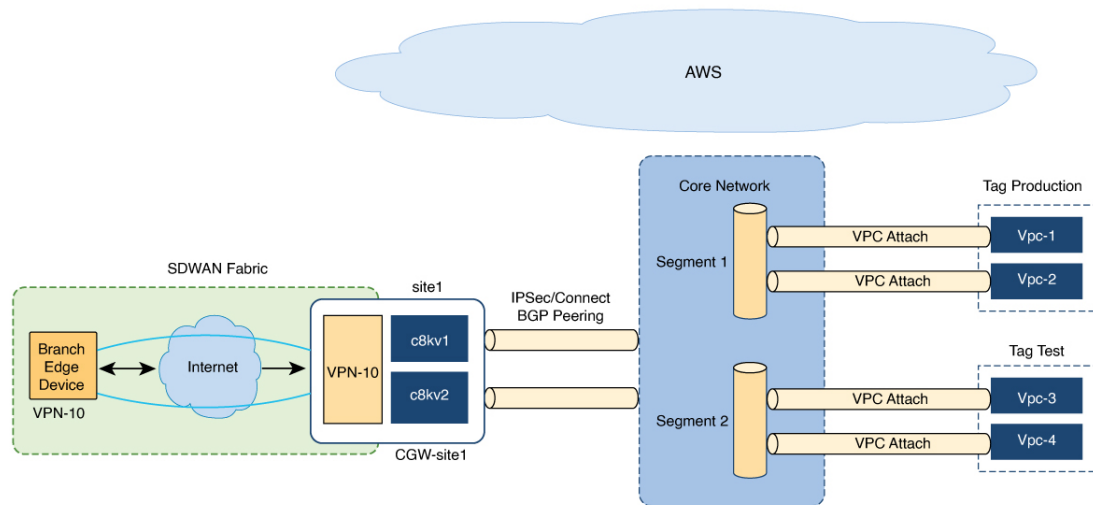 AWS
Core Network
Tag Production
Segment 1
VPC Attach
Vpc-1
VPC Attach
Vpc-2
SDWAN Fabric
site1
IPSec/Connect
BGP Peering
Branch
Edge
Device
VPN-10
Internet
VPN-10
c8kv1
c8kv2
CGW-site1
Tag Test
Segment 2
VPC Attach
Vpc-3
VPC Attach
Vpc-4